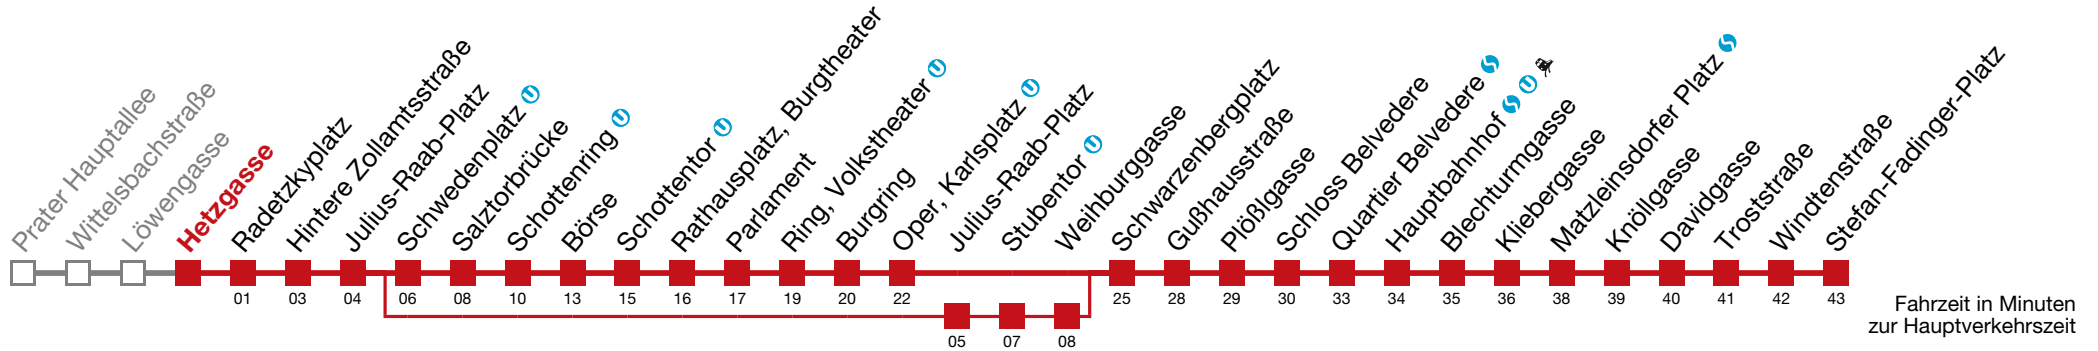 Prater Hauptallee
Wittelsbachstraße
Löwengasse
Hetzgasse
Radetzkyplatz
Hintere Zollamtsstraße
Julius-Raab-Platz
Schwedenplatz U
Salztorbrücke
Schottenring U
Börse
Schottentor U
Rathausplatz, Burgtheater
Parlament
Ring, Volkstheater U
Burgring
Oper, Karlsplatz U
Julius-Raab-Platz
Stubentor U
Weihburggasse
Schwarzenbergplatz
Gußhausstraße
Plößlgasse
Schloss Belvedere
Quartier Belvedere S
Hauptbahnhof S U
Blechturmgasse
Kliebergasse
Matzleinsdorfer Platz S
Knöllgasse
Davidgasse
Troststraße
Windtenstraße
Stefan-Fadinger-Platz
01 03 04 06 08 10 13 15 16 17 19 20 22 25 28 29 30 33 34 35 36 38 39 40 41 42 43
05 07 08
Fahrzeit in Minuten
zur Hauptverkehrszeit